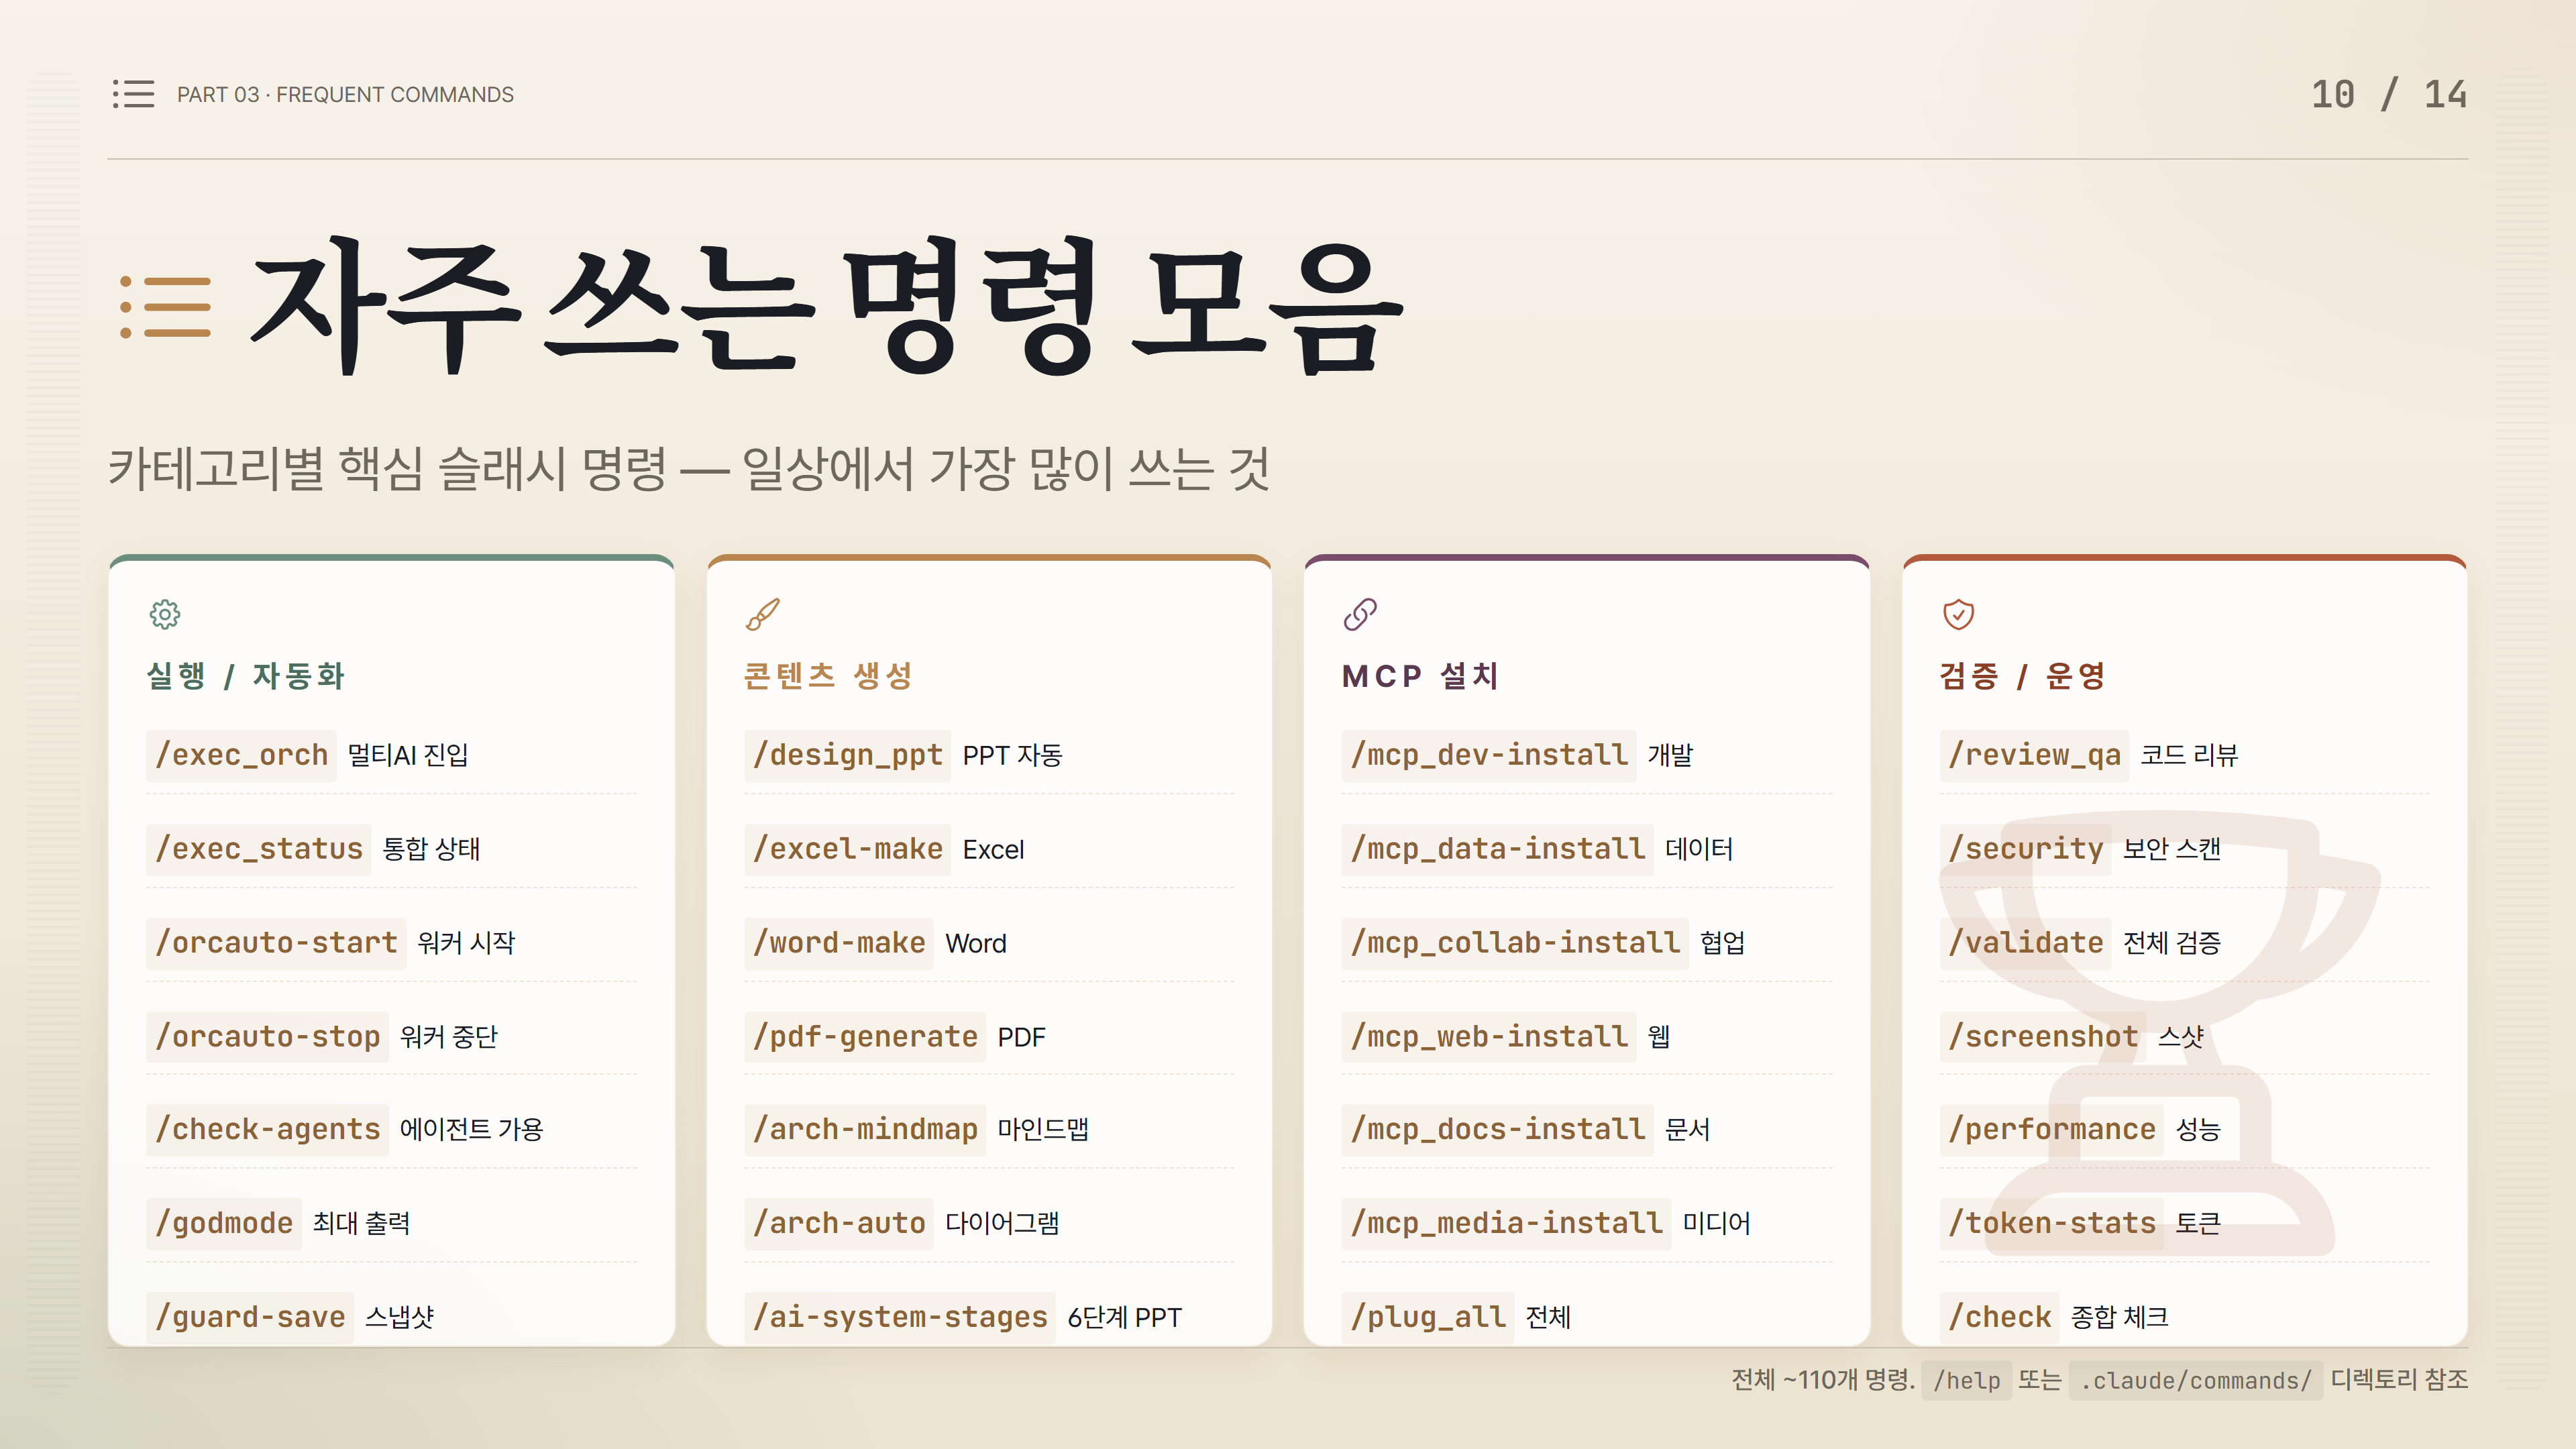 PART 03 · FREQUENT COMMANDS
10 / 14
자주 쓰는 명령 모음
카테고리별 핵심 슬래시 명령 — 일상에서 가장 많이 쓰는 것
실행 / 자동화
/exec_orch 멀티AI 진입
/exec_status 통합 상태
/orcauto-start 워커 시작
/orcauto-stop 워커 중단
/check-agents 에이전트 가용
/godmode 최대 출력
/guard-save 스냅샷
콘텐츠 생성
/design_ppt PPT 자동
/excel-make Excel
/word-make Word
/pdf-generate PDF
/arch-mindmap 마인드맵
/arch-auto 다이어그램
/ai-system-stages 6단계 PPT
MCP 설치
/mcp_dev-install 개발
/mcp_data-install 데이터
/mcp_collab-install 협업
/mcp_web-install 웹
/mcp_docs-install 문서
/mcp_media-install 미디어
/plug_all 전체
검증 / 운영
/review_qa 코드 리뷰
/security 보안 스캔
/validate 전체 검증
/screenshot 스샷
/performance 성능
/token-stats 토큰
/check 종합 체크
전체 ~110개 명령. /help 또는 .claude/commands/ 디렉토리 참조